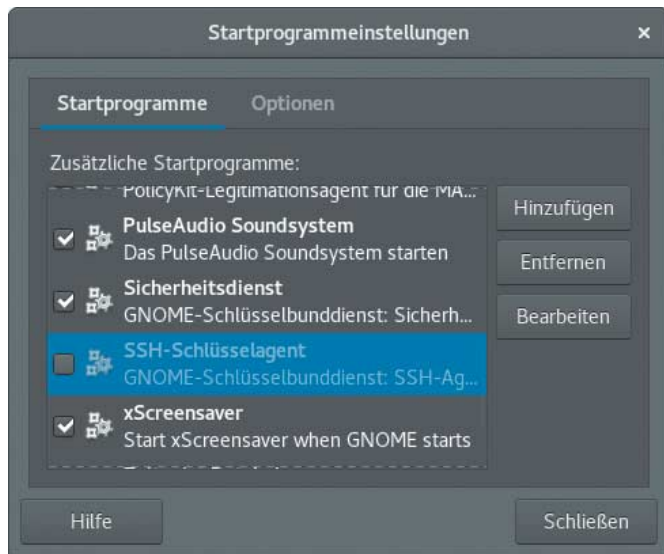 Startprogrammeinstellungen
Startprogramme
Optionen
Zusätzliche Startprogramme:
PolicyKit-Legitimationsagent für die MA...
PulseAudio Soundsystem
Das PulseAudio Soundsystem starten
Sicherheitsdienst
GNOME-Schlüsselbunddienst: Sicherh...
SSH-Schlüsselagent
GNOME-Schlüsselbunddienst: SSH-Ag...
xScreensaver
Start xScreensaver when GNOME starts
Hinzufügen
Entfernen
Bearbeiten
Hilfe
Schließen